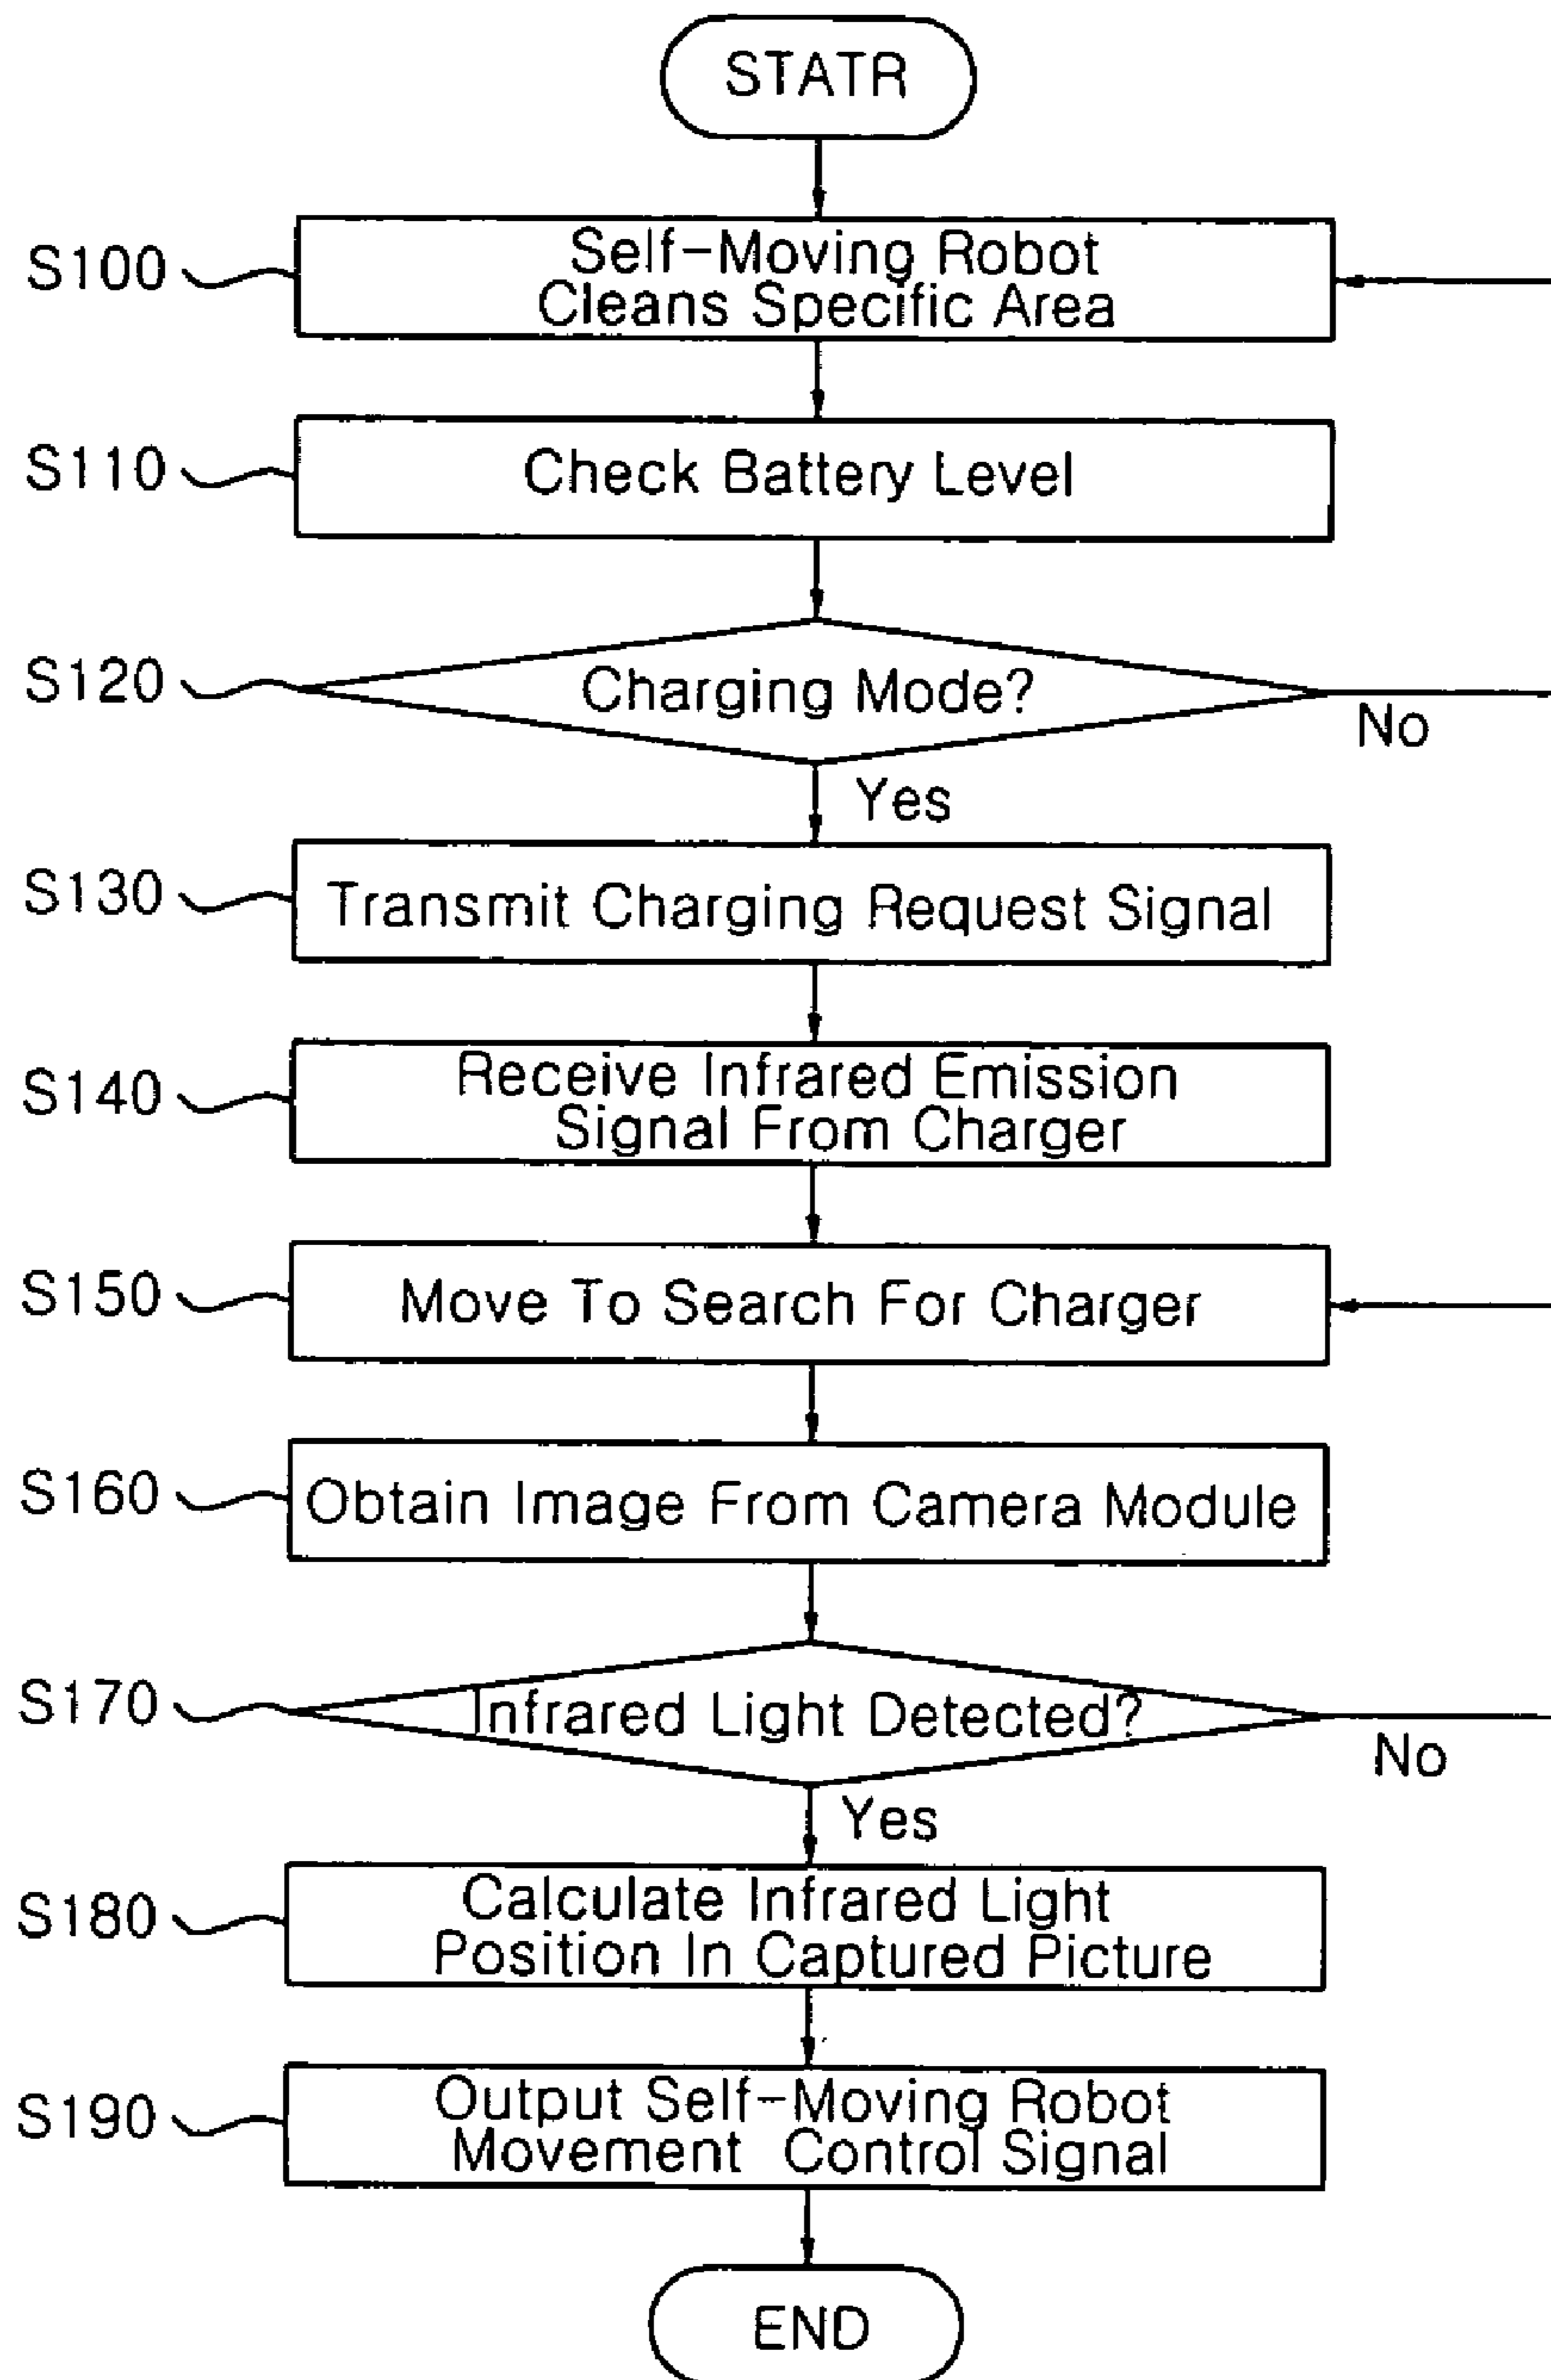 STATR
S100
Self-Moving Robot
Cleans Specific Area
S110
Check Battery Level
S120
Charging Mode?
No
Yes
S130
Transmit Charging Request Signal
S140
Receive Infrared Emission
Signal From Charger
S150
Move To Search For Charger
S160
Obtain Image From Camera Module
S170
Infrared Light Detected?
No
Yes
S180
Calculate Infrared Light
Position In Captured Picture
S190
Output Self-Moving Robot
Movement Control Signal
END